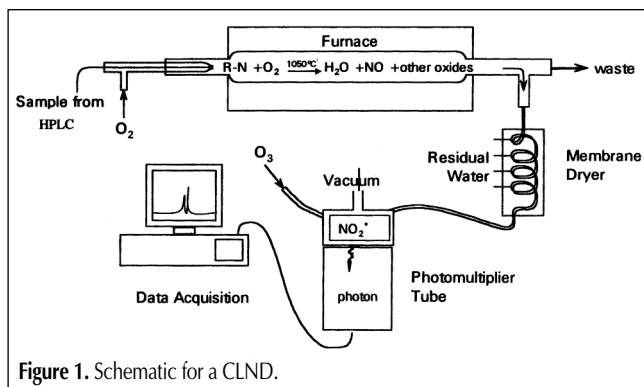 Furnace
R-N + O₂ 1050°C → H₂O + NO + other oxides
waste
Sample from
HPLC
O₂
O₃
Vacuum
Residual
Water
Membrane
Dryer
NO₂*
photon
Photomultiplier
Tube
Data Acquisition
Figure 1. Schematic for a CLND.